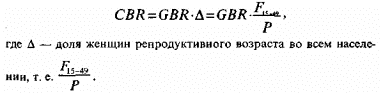 CBR=GBR·Δ=GBR·F₁₅₋₄₉/P,
где Δ — доля женщин репродуктивного возраста во всем населе-
нии, т. е. F₁₅₋₄₉/P.